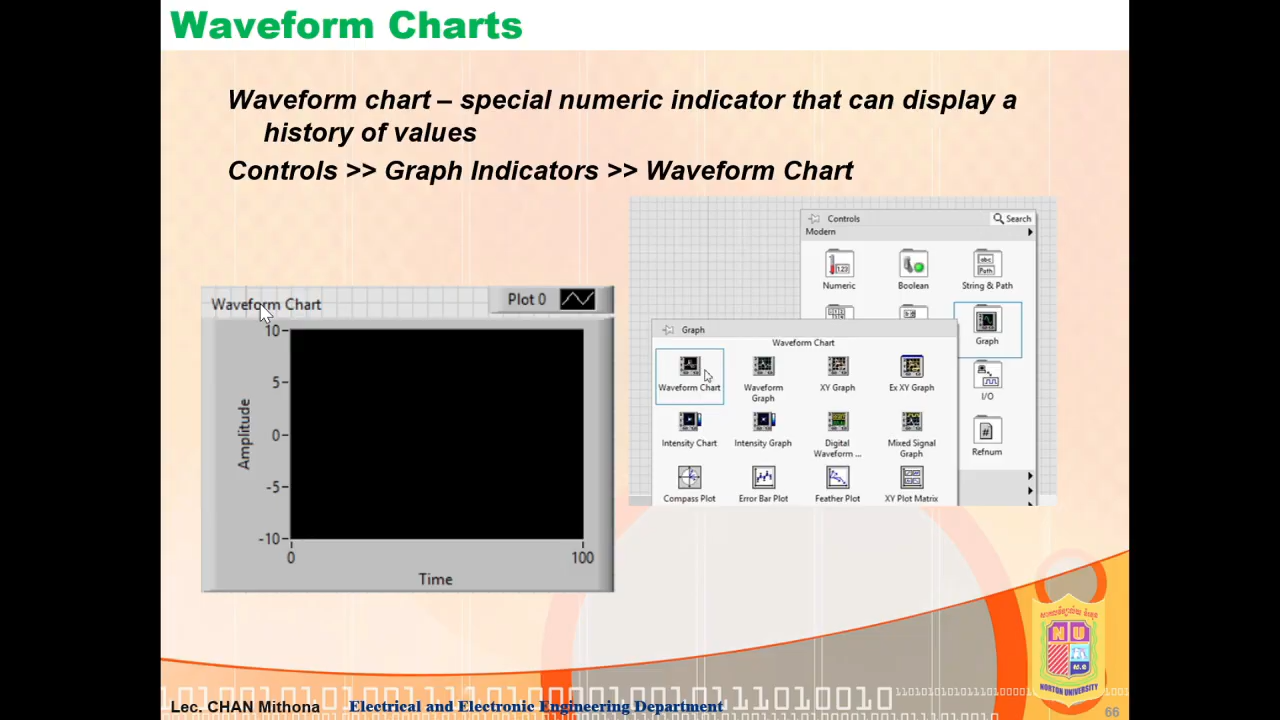 Waveform Charts
Waveform chart – special numeric indicator that can display a
history of values
Controls >> Graph Indicators >> Waveform Chart
Waveform Chart
Plot 0
10
5
0
-5
-10
Amplitude
0
100
Time
Controls
Search
Modern
Numeric
Boolean
String & Path
Graph
I/O
Refnum
Graph
Waveform Chart
Waveform Chart
Waveform
Graph
XY Graph
Ex XY Graph
Intensity Chart
Intensity Graph
Digital
Waveform ...
Mixed Signal
Graph
Compass Plot
Error Bar Plot
Feather Plot
XY Plot Matrix
NU
NORTON UNIVERSITY
Lec. CHAN Mithona
Electrical and Electronic Engineering Department
66